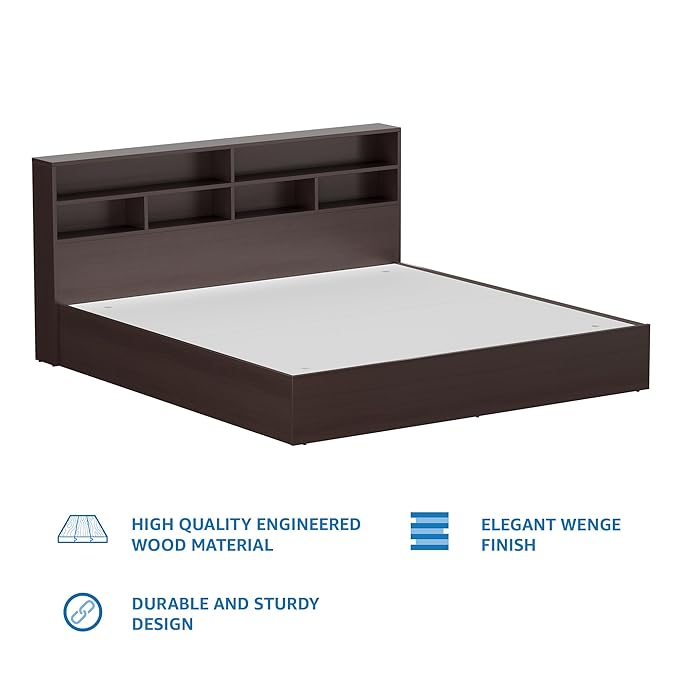 HIGH QUALITY ENGINEERED
WOOD MATERIAL
ELEGANT WENGE
FINISH
DURABLE AND STURDY
DESIGN